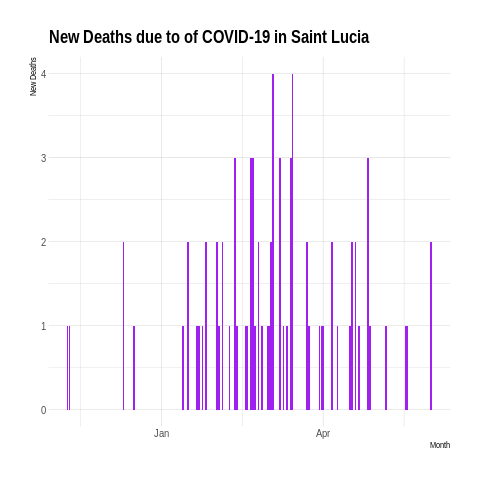 New Deaths due to of COVID-19 in Saint Lucia
New Deaths
4
3
2
1
0
Jan
Apr
Month